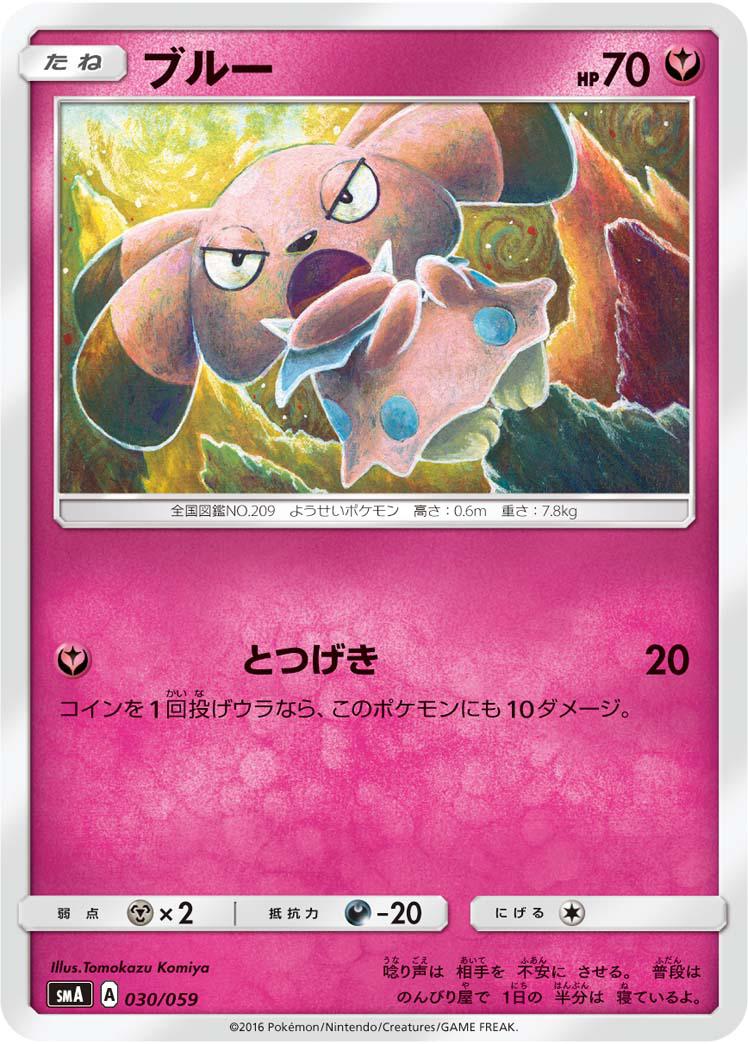 たね ブルー HP 70
全国図鑑NO.209 ようせいポケモン 高さ:0.6m 重さ:7.8kg
とつげき 20
コインを1回投げウラなら、このポケモンにも10ダメージ。
弱点 ×2 抵抗力 -20 にげる
Illus.Tomokazu Komiya
唸り声は 相手を 不安に させる。 普段は
のんびり屋で 1日の 半分は 寝ているよ。
SMA A 030/059
©2016 Pokémon/Nintendo/Creatures/GAME FREAK.